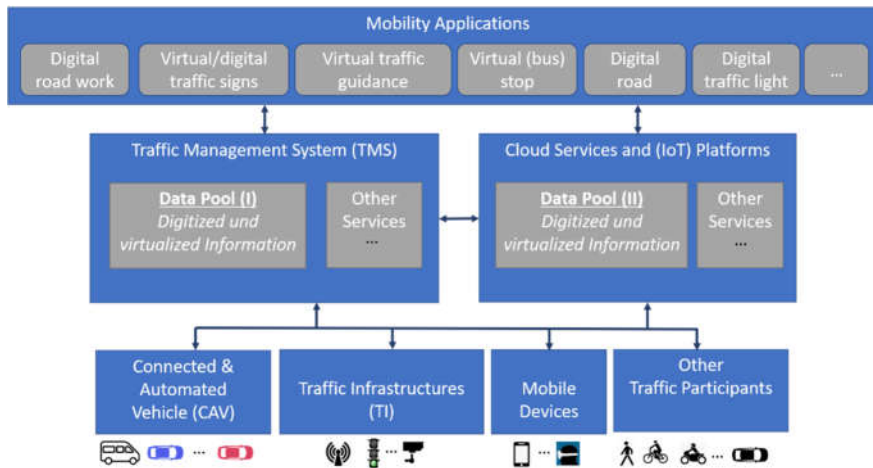 Mobility Applications
Digital
road work
Virtual/digital
traffic signs
Virtual traffic
guidance
Virtual (bus)
stop
Digital
road
Digital
traffic light
...
Traffic Management System (TMS)
Data Pool (I)
Digitized und
virtualized Information
Other
Services
...
Cloud Services and (IoT) Platforms
Data Pool (II)
Digitized und
virtualized Information
Other
Services
...
Connected &
Automated
Vehicle (CAV)
Traffic Infrastructures
(TI)
Mobile
Devices
Other
Traffic Participants
...
...
...
...